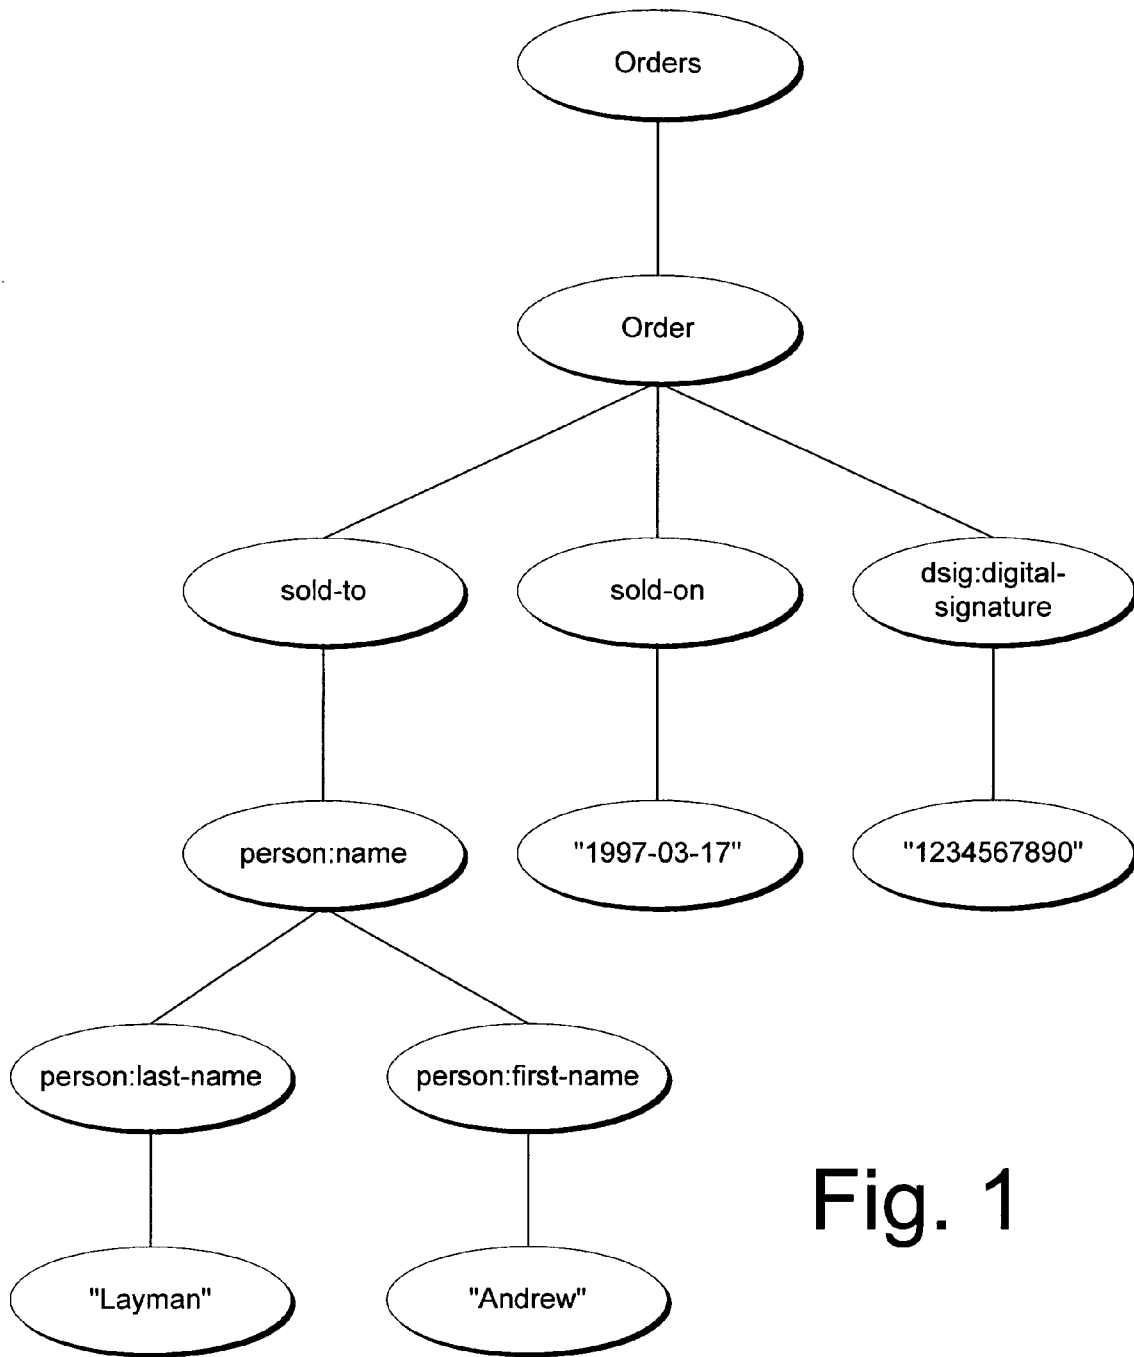 Orders
Order
sold-to
sold-on
dsig:digital-
signature
person:name
"1997-03-17"
"1234567890"
person:last-name
person:first-name
"Layman"
"Andrew"
Fig. 1